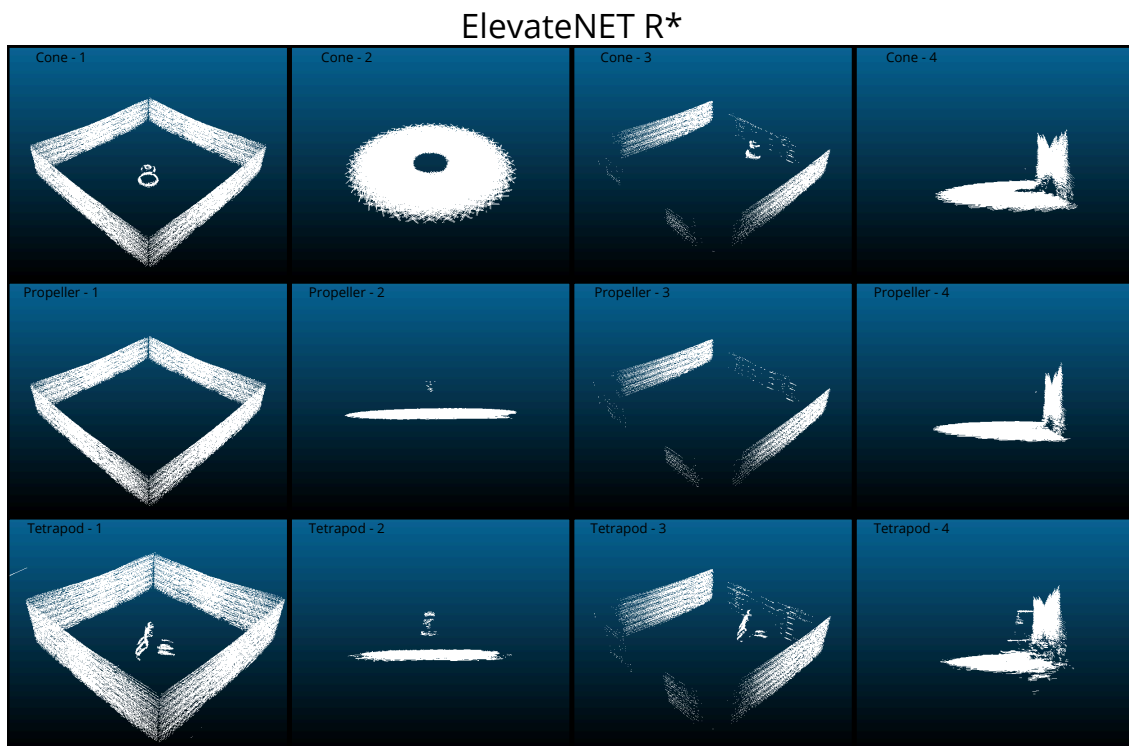 ElevateNET R*
Cone - 1
Cone - 2
Cone - 3
Cone - 4
Propeller - 1
Propeller - 2
Propeller - 3
Propeller - 4
Tetrapod - 1
Tetrapod - 2
Tetrapod - 3
Tetrapod - 4